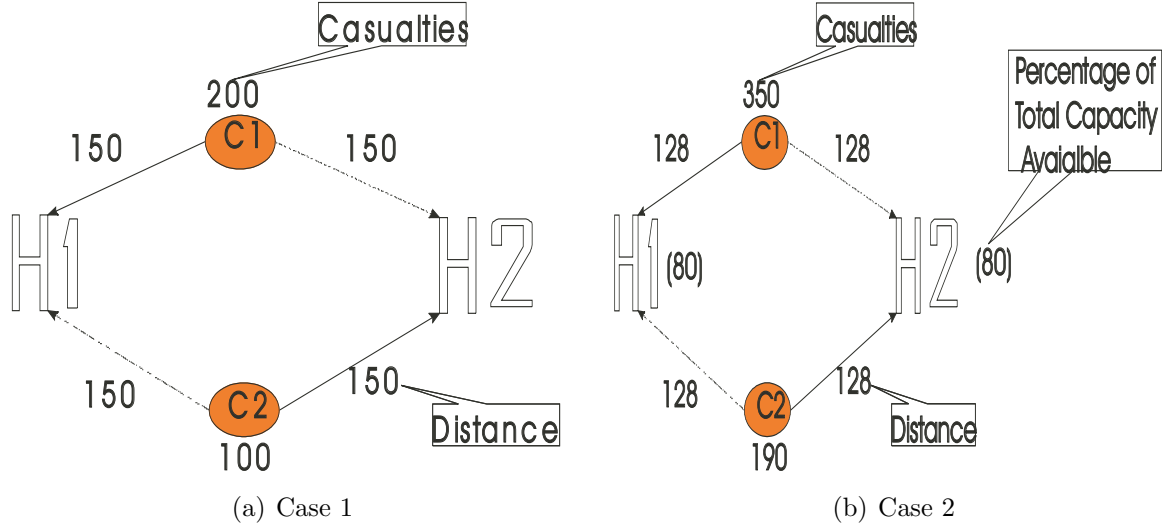 Casualties
200
C1
150
150
H1
H2
150
C2
150
100
Distance
(a) Case 1
Casualties
350
C1
128
128
Percentage of
Total Capacity
Avaialble
H1
(80)
H2
(80)
128
C2
128
190
Distance
(b) Case 2